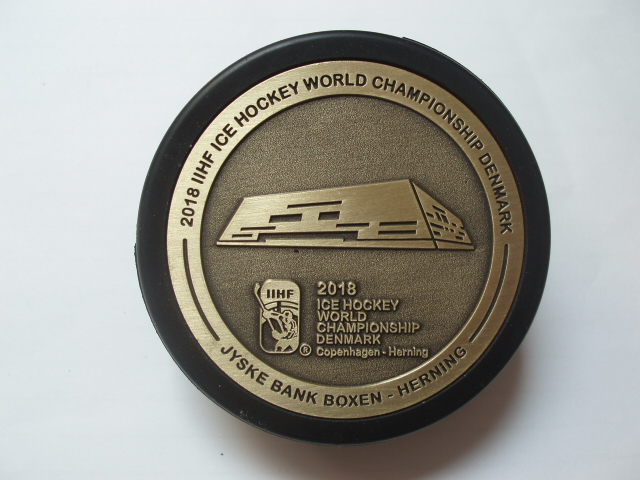 2018 IIHF ICE HOCKEY WORLD CHAMPIONSHIP DENMARK
IIHF
®
2018
ICE HOCKEY
WORLD
CHAMPIONSHIP
DENMARK
Copenhagen - Herning
JYSKE BANK BOXEN - HERNING